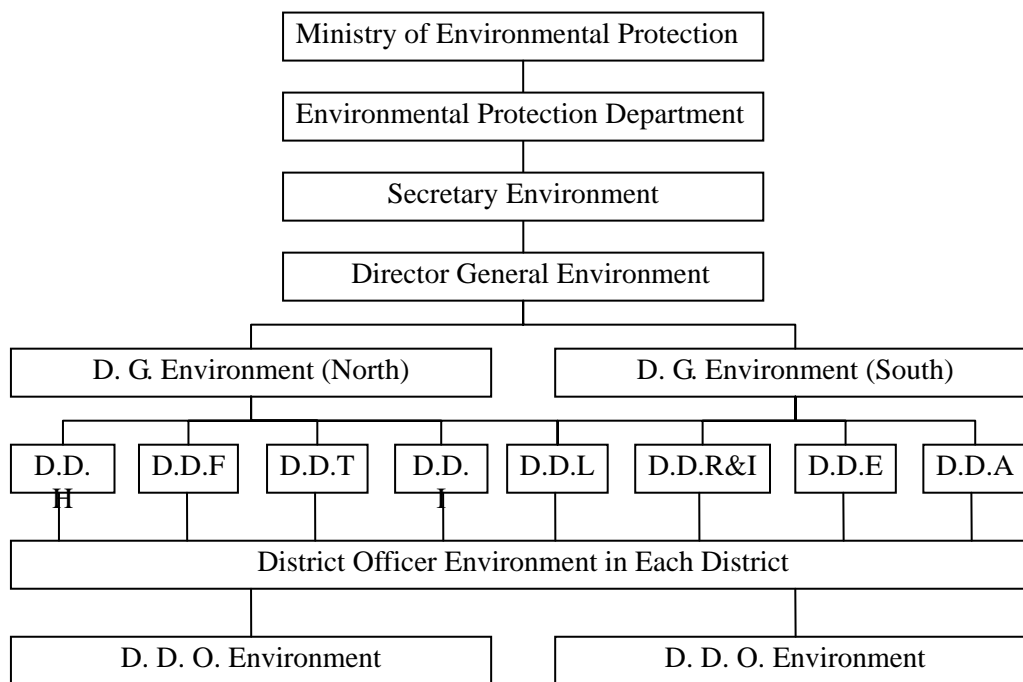 Ministry of Environmental Protection
Environmental Protection Department
Secretary Environment
Director General Environment
D. G. Environment (North)
D. G. Environment (South)
D.D.
H
D.D.F
D.D.T
D.D.
I
D.D.L
D.D.R&I
D.D.E
D.D.A
District Officer Environment in Each District
D. D. O. Environment
D. D. O. Environment